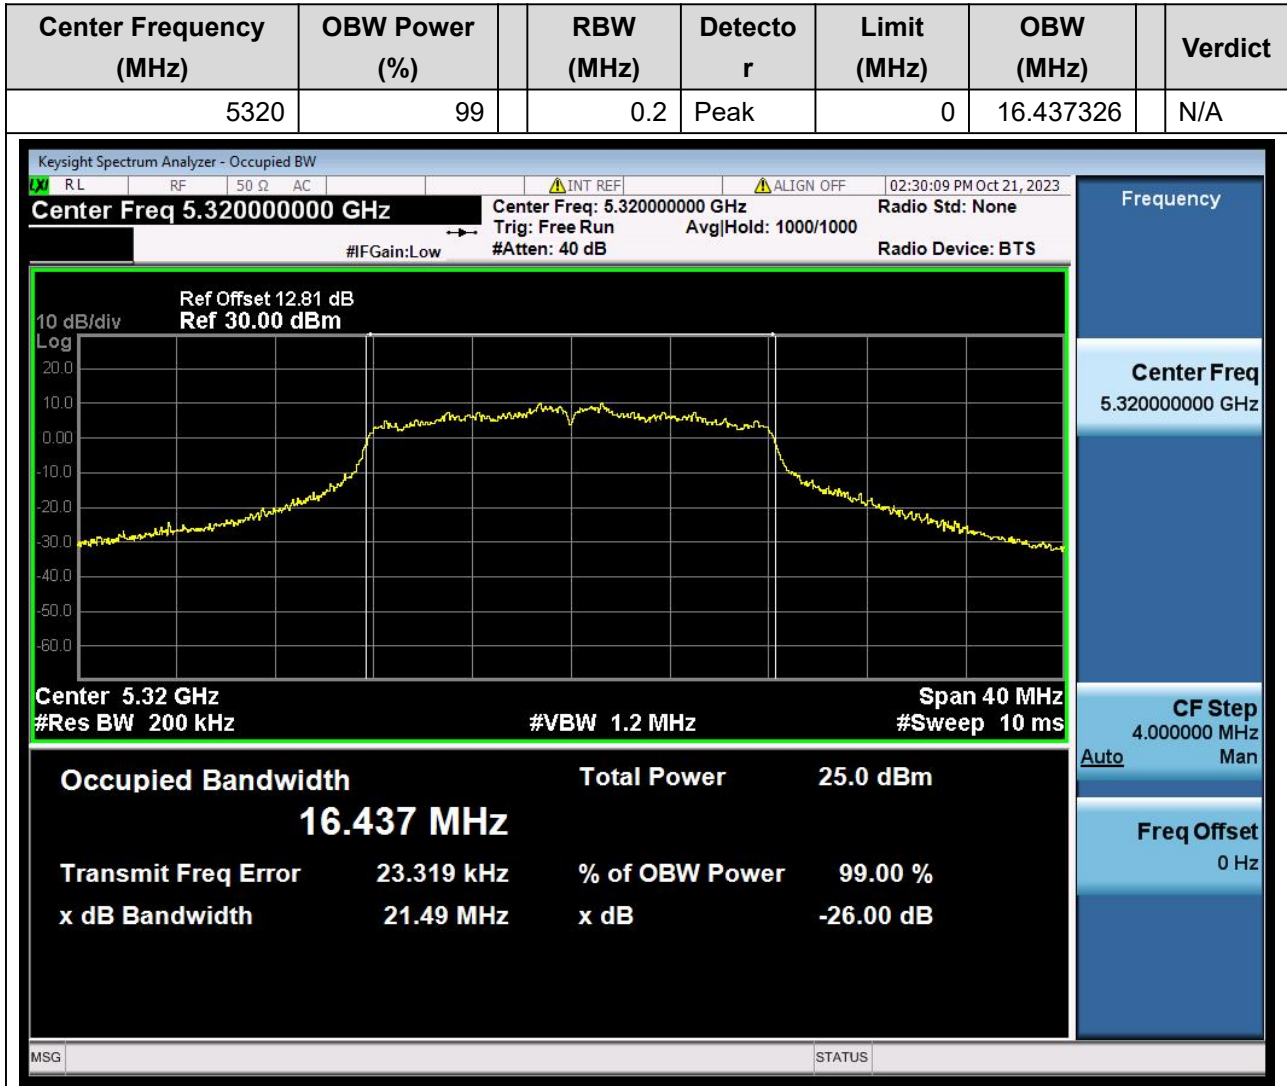 Center Frequency (MHz) OBW Power (%) RBW (MHz) Detector Limit (MHz) OBW (MHz) Verdict
5320 99 0.2 Peak 0 16.437326 N/A
Keysight Spectrum Analyzer - Occupied BW
LXI RL RF 50 Ω AC INT REF ALIGN OFF 02:30:09 PM Oct 21, 2023
Center Freq 5.320000000 GHz
Center Freq: 5.320000000 GHz Radio Std: None
Trig: Free Run Avg|Hold: 1000/1000
#IFGain:Low #Atten: 40 dB Radio Device: BTS
Ref Offset 12.81 dB
10 dB/div Ref 30.00 dBm
Log
20.0
10.0
0.00
-10.0
-20.0
-30.0
-40.0
-50.0
-60.0
Center 5.32 GHz Span 40 MHz
#Res BW 200 kHz #VBW 1.2 MHz #Sweep 10 ms
Occupied Bandwidth Total Power 25.0 dBm
16.437 MHz
Transmit Freq Error 23.319 kHz % of OBW Power 99.00 %
x dB Bandwidth 21.49 MHz x dB -26.00 dB
Frequency
Center Freq
5.320000000 GHz
CF Step
4.000000 MHz
Auto Man
Freq Offset
0 Hz
MSG STATUS